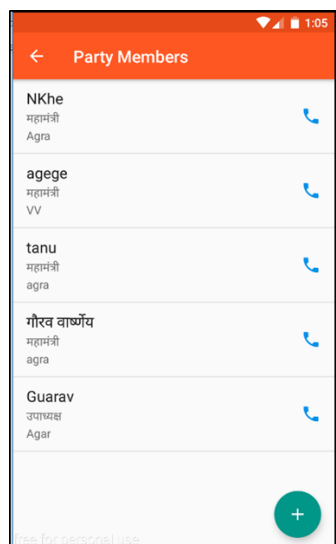 1:05
Party Members
NKhe
महामंत्री
Agra
agege
महामंत्री
VV
tanu
महामंत्री
agra
गौरव वार्ष्णेय
महामंत्री
agra
Guarav
उपाध्यक्ष
Agar
free for personal use